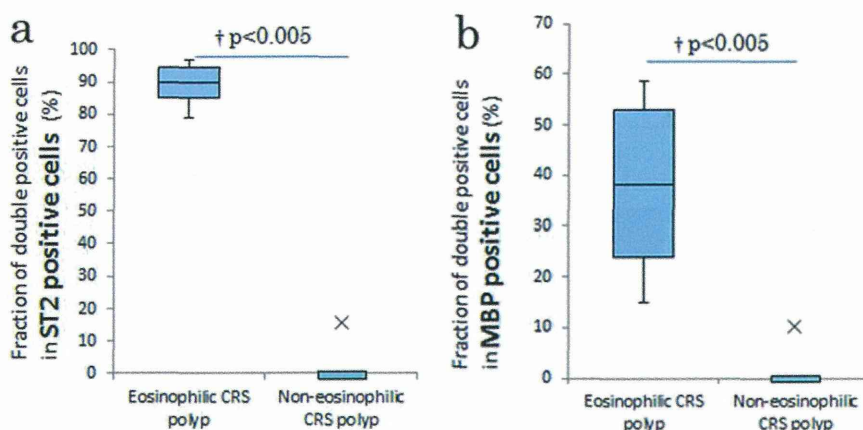 a
† p<0.005
Fraction of double positive cells
in ST2 positive cells (%)
100
90
80
70
60
50
40
30
20
10
0
Eosinophilic CRS
polyp
Non-eosinophilic
CRS polyp
b
† p<0.005
Fraction of double positive cells
in MBP positive cells (%)
70
60
50
40
30
20
10
0
Eosinophilic CRS
polyp
Non-eosinophilic
CRS polyp